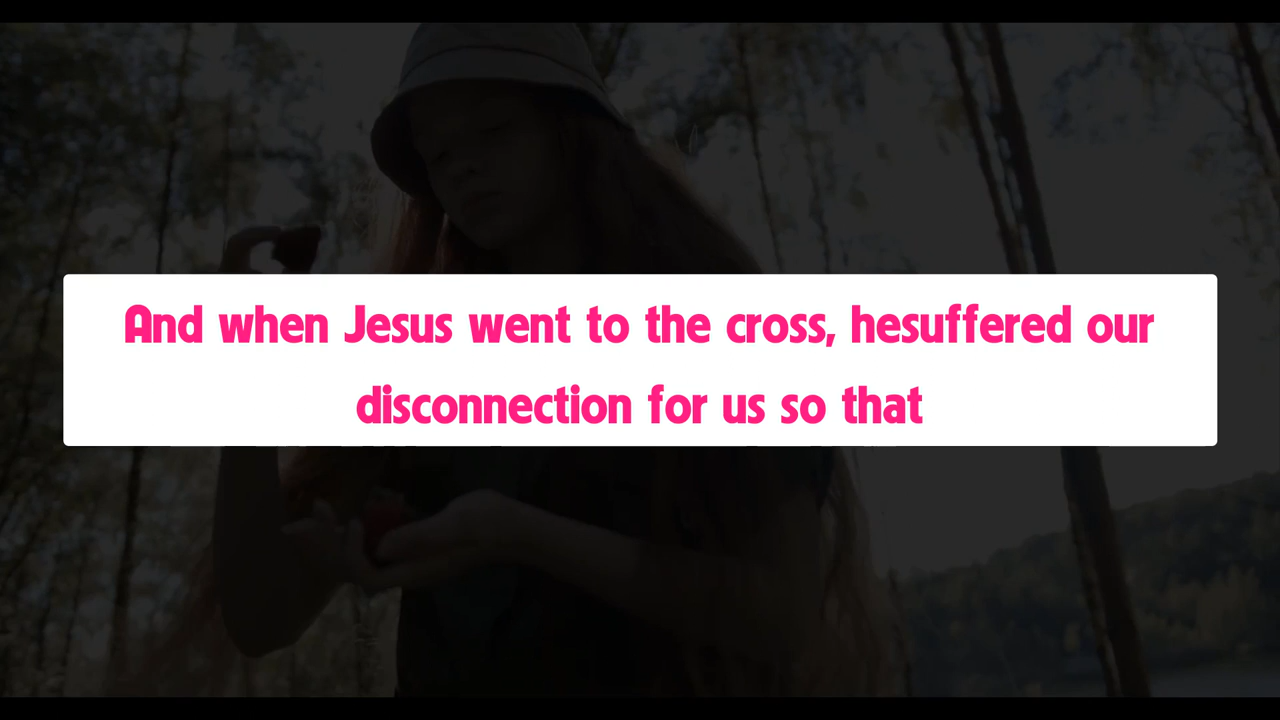 And when Jesus went to the cross, hesuffered our
disconnection for us so that